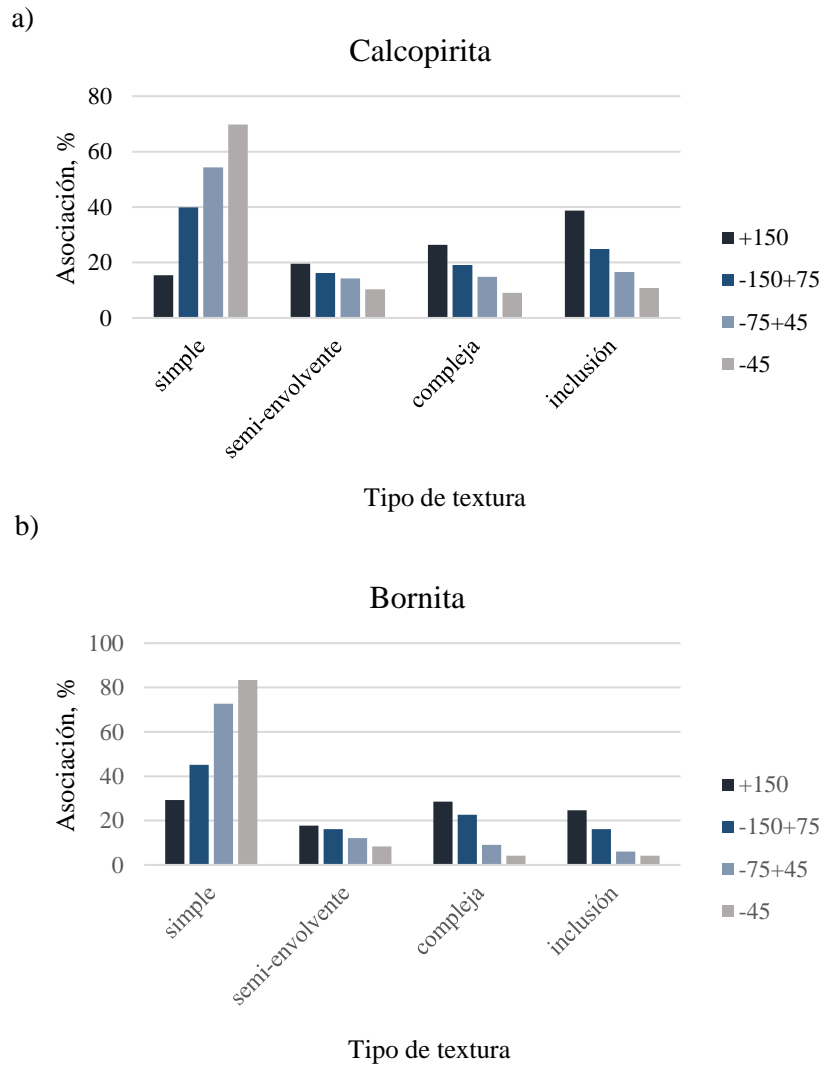 a)
Calcopirita
Asociación, %
80
60
40
20
0
simple
semi-envolvente
compleja
inclusión
Tipo de textura
+150
-150+75
-75+45
-45
b)
Bornita
Asociación, %
100
80
60
40
20
0
simple
semi-envolvente
compleja
inclusión
Tipo de textura
+150
-150+75
-75+45
-45